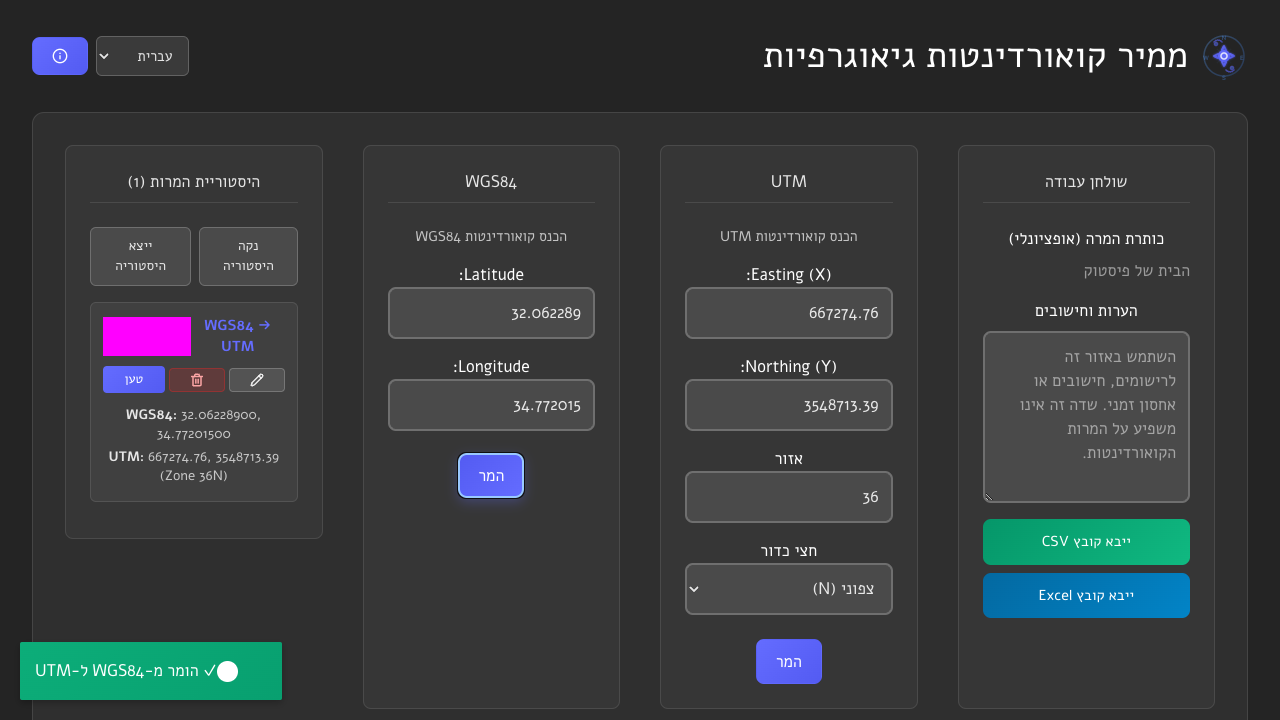 ממיר קואורדינטות גיאוגרפיות
עברית
שולחן עבודה
כותרת המרה (אופציונלי)
הבית של פיסטוק
הערות וחישובים
השתמש באזור זה
לרישומים, חישובים או
אחסון זמני. שדה זה אינו
משפיע על המרות
הקואורדינטות.
ייבא קובץ CSV
ייבא קובץ Excel
UTM
הכנס קואורדינטות UTM
Easting (X):
667274.76
Northing (Y):
3548713.39
אזור
36
חצי כדור
צפוני (N)
המר
WGS84
הכנס קואורדינטות WGS84
Latitude:
32.062289
Longitude:
34.772015
המר
היסטוריית המרות (1)
נקה
היסטוריה
ייצא
היסטוריה
WGS84 →
UTM
טען
WGS84: 32.06228900,
34.77201500
UTM: 667274.76, 3548713.39
(Zone 36N)
✓ הומר מ-WGS84 ל-UTM